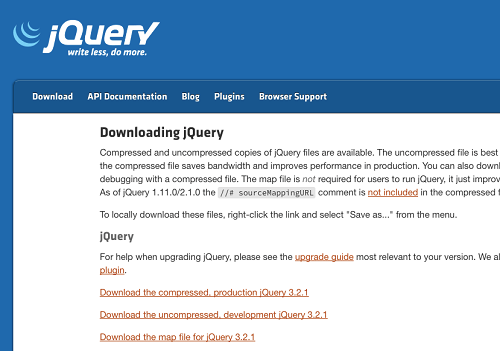 jQuery
write less, do more.
Download API Documentation Blog Plugins Browser Support
Downloading jQuery
Compressed and uncompressed copies of jQuery files are available. The uncompressed file is best
the compressed file saves bandwidth and improves performance in production. You can also downl
debugging with a compressed file. The map file is not required for users to run jQuery, it just improv
As of jQuery 1.11.0/2.1.0 the //# sourceMappingURL comment is not included in the compressed f
To locally download these files, right-click the link and select "Save as..." from the menu.
jQuery
For help when upgrading jQuery, please see the upgrade guide most relevant to your version. We al
plugin.
Download the compressed, production jQuery 3.2.1
Download the uncompressed, development jQuery 3.2.1
Download the map file for jQuery 3.2.1